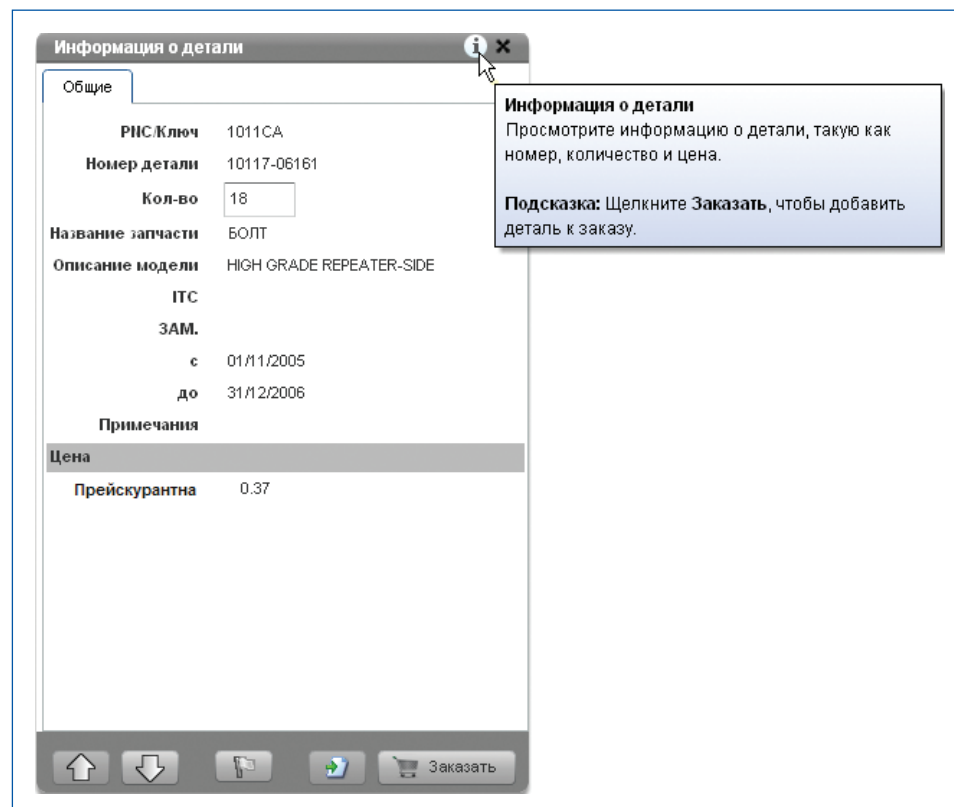 Информация о детали
Общие
PNC/Ключ 1011CA
Номер детали 10117-06161
Кол-во 18
Название запчасти БОЛТ
Описание модели HIGH GRADE REPEATER-SIDE
ITC
ЗАМ.
с 01/11/2005
до 31/12/2006
Примечания
Цена
Прейскурантна 0.37
Заказать
Информация о детали
Просмотрите информацию о детали, такую как
номер, количество и цена.
Подсказка: Щелкните Заказать, чтобы добавить
деталь к заказу.